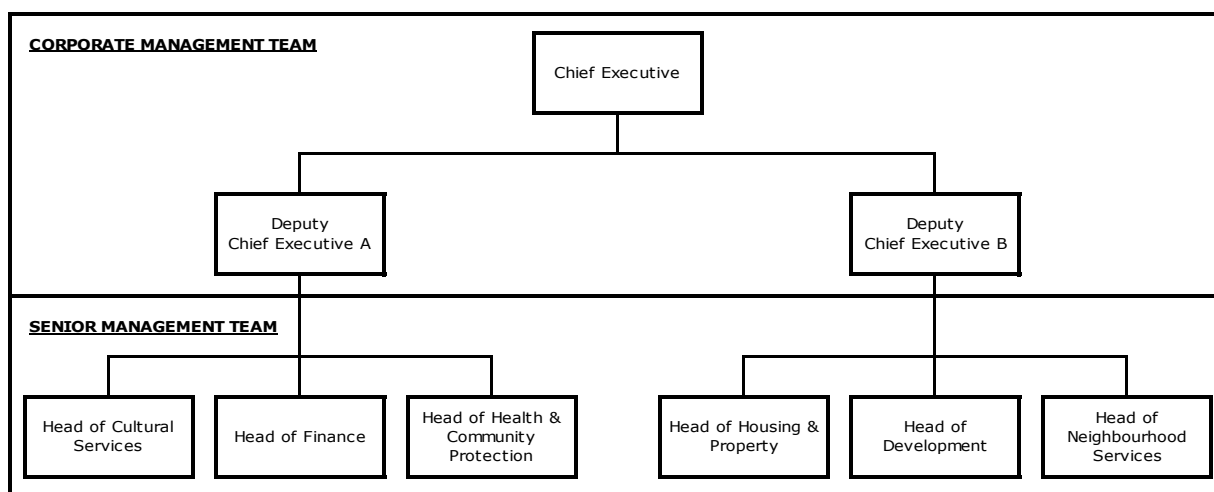 CORPORATE MANAGEMENT TEAM
Chief Executive
Deputy
Chief Executive A
Deputy
Chief Executive B
SENIOR MANAGEMENT TEAM
Head of Cultural
Services
Head of Finance
Head of Health &
Community
Protection
Head of Housing &
Property
Head of
Development
Head of
Neighbourhood
Services